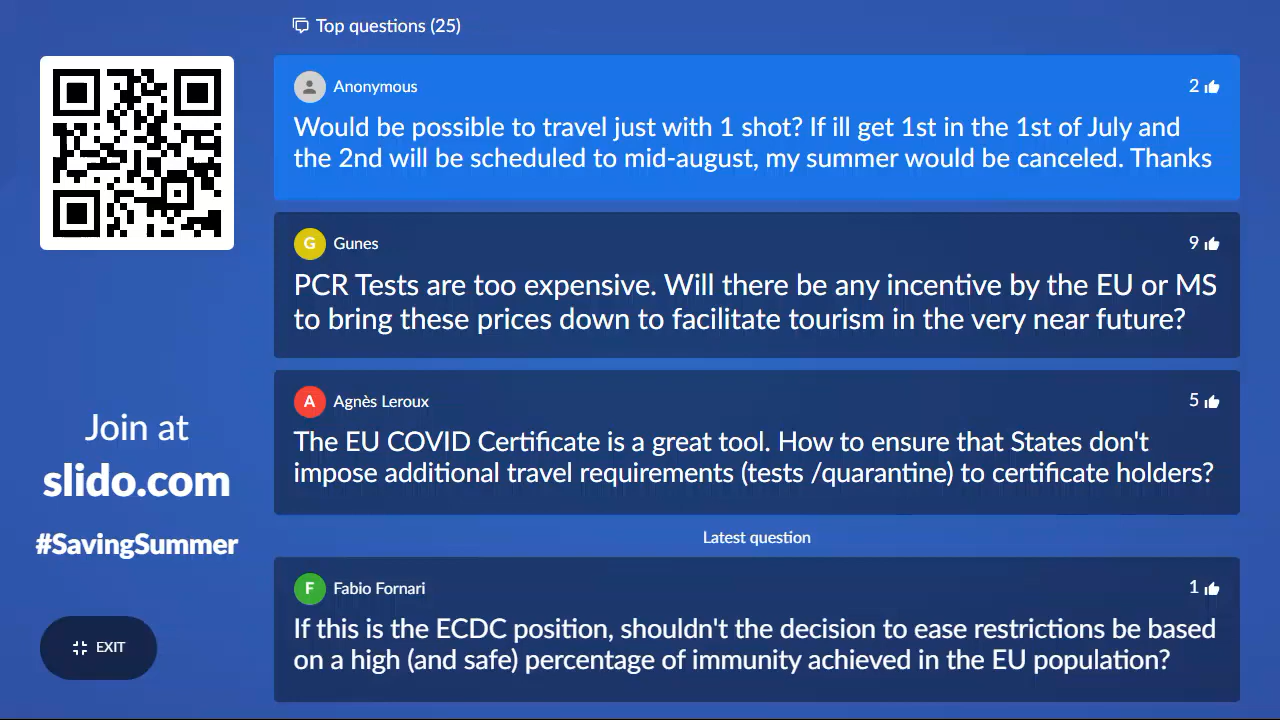 Top questions (25)
Anonymous
2
Would be possible to travel just with 1 shot? If ill get 1st in the 1st of July and
the 2nd will be scheduled to mid-august, my summer would be canceled. Thanks
G Gunes
9
PCR Tests are too expensive. Will there be any incentive by the EU or MS
to bring these prices down to facilitate tourism in the very near future?
A Agnès Leroux
5
The EU COVID Certificate is a great tool. How to ensure that States don't
impose additional travel requirements (tests /quarantine) to certificate holders?
Latest question
F Fabio Fornari
1
If this is the ECDC position, shouldn't the decision to ease restrictions be based
on a high (and safe) percentage of immunity achieved in the EU population?
Join at
slido.com
#SavingSummer
EXIT